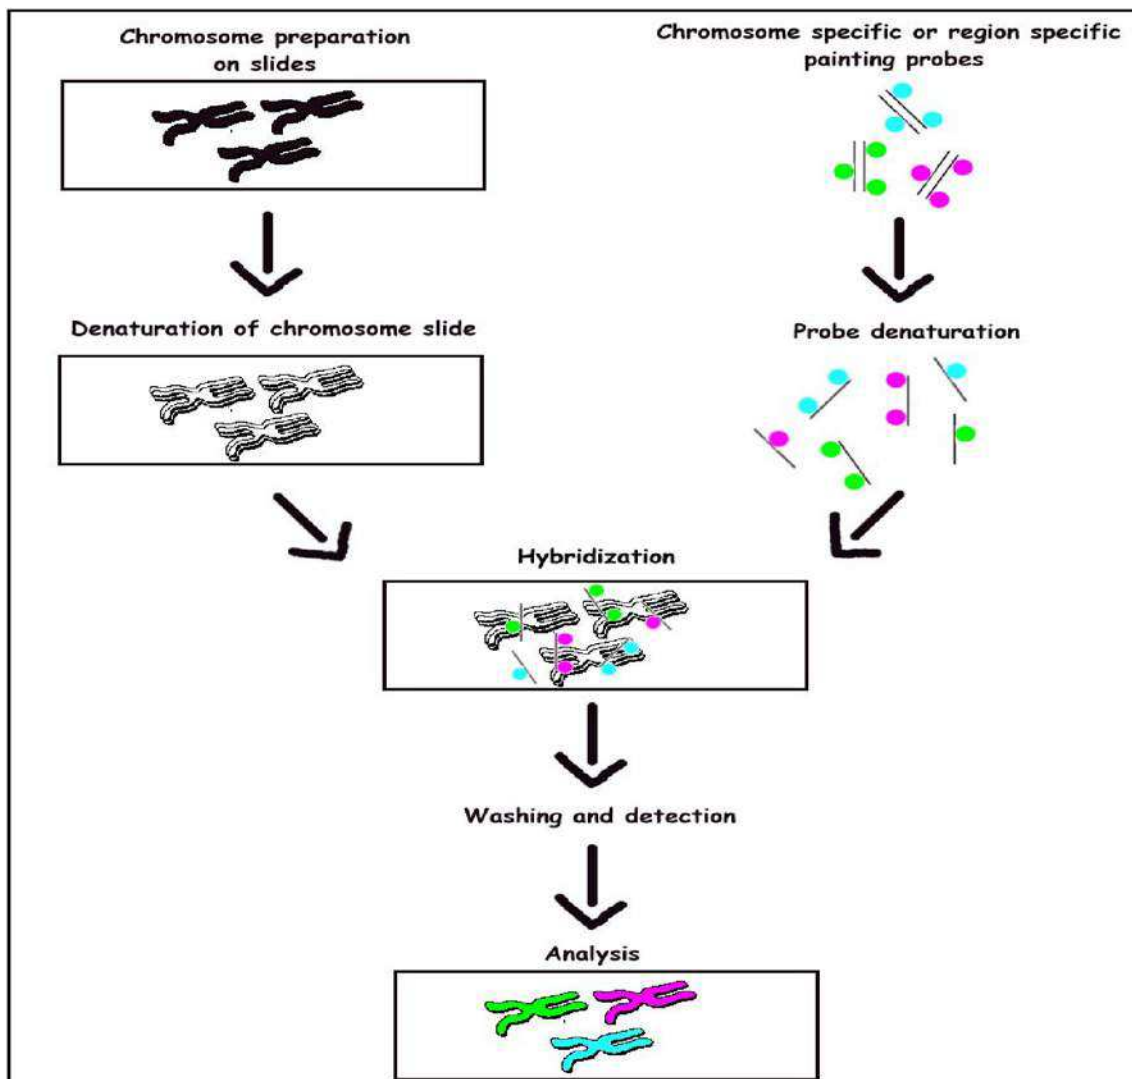 Chromosome preparation
on slides
Chromosome specific or region specific
painting probes
Denaturation of chromosome slide
Probe denaturation
Hybridization
Washing and detection
Analysis